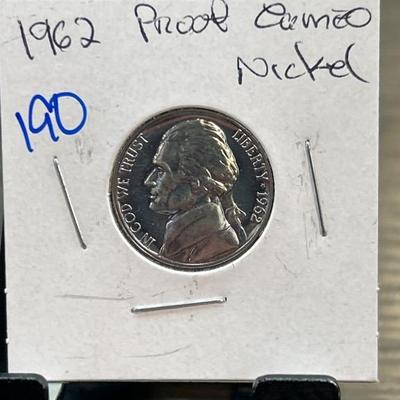 1962 Proof Cameo
Nickel
190
IN GOD WE TRUST
LIBERTY * 1962